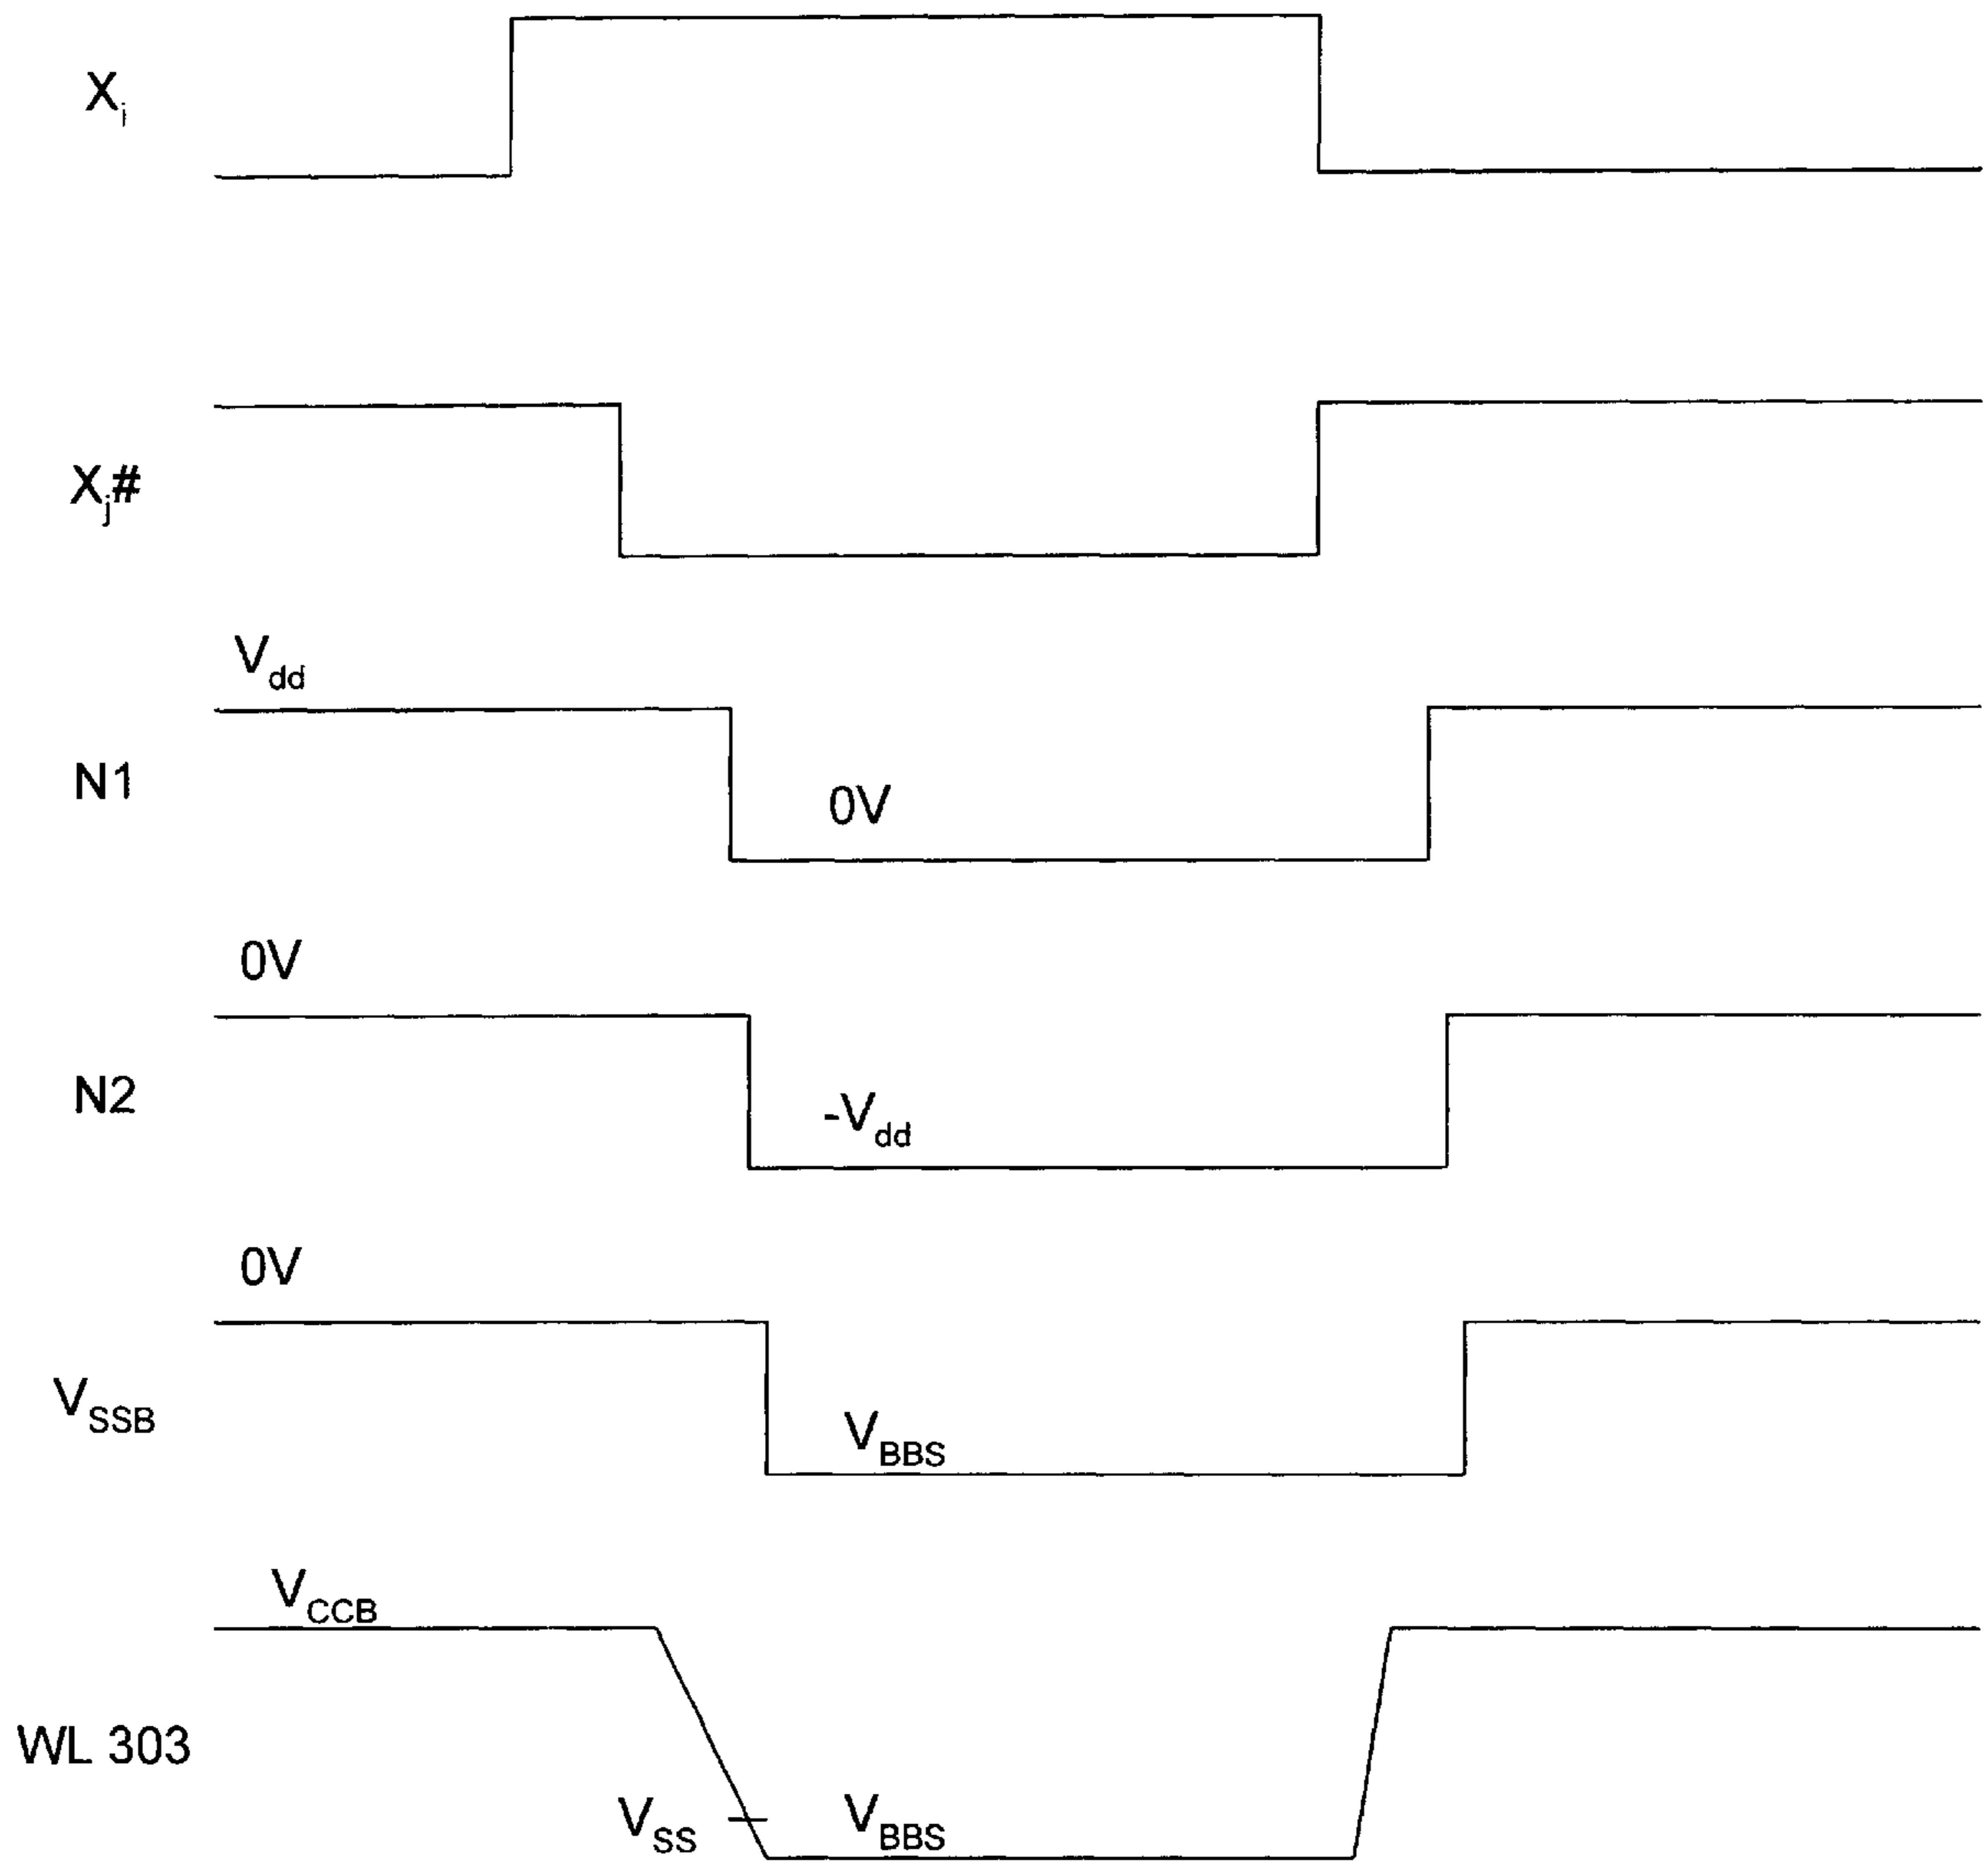 Xi
Xj#
Vdd
N1
0V
0V
N2
-Vdd
0V
VSSB
VBBS
VCCB
WL 303
VSS
VBBS